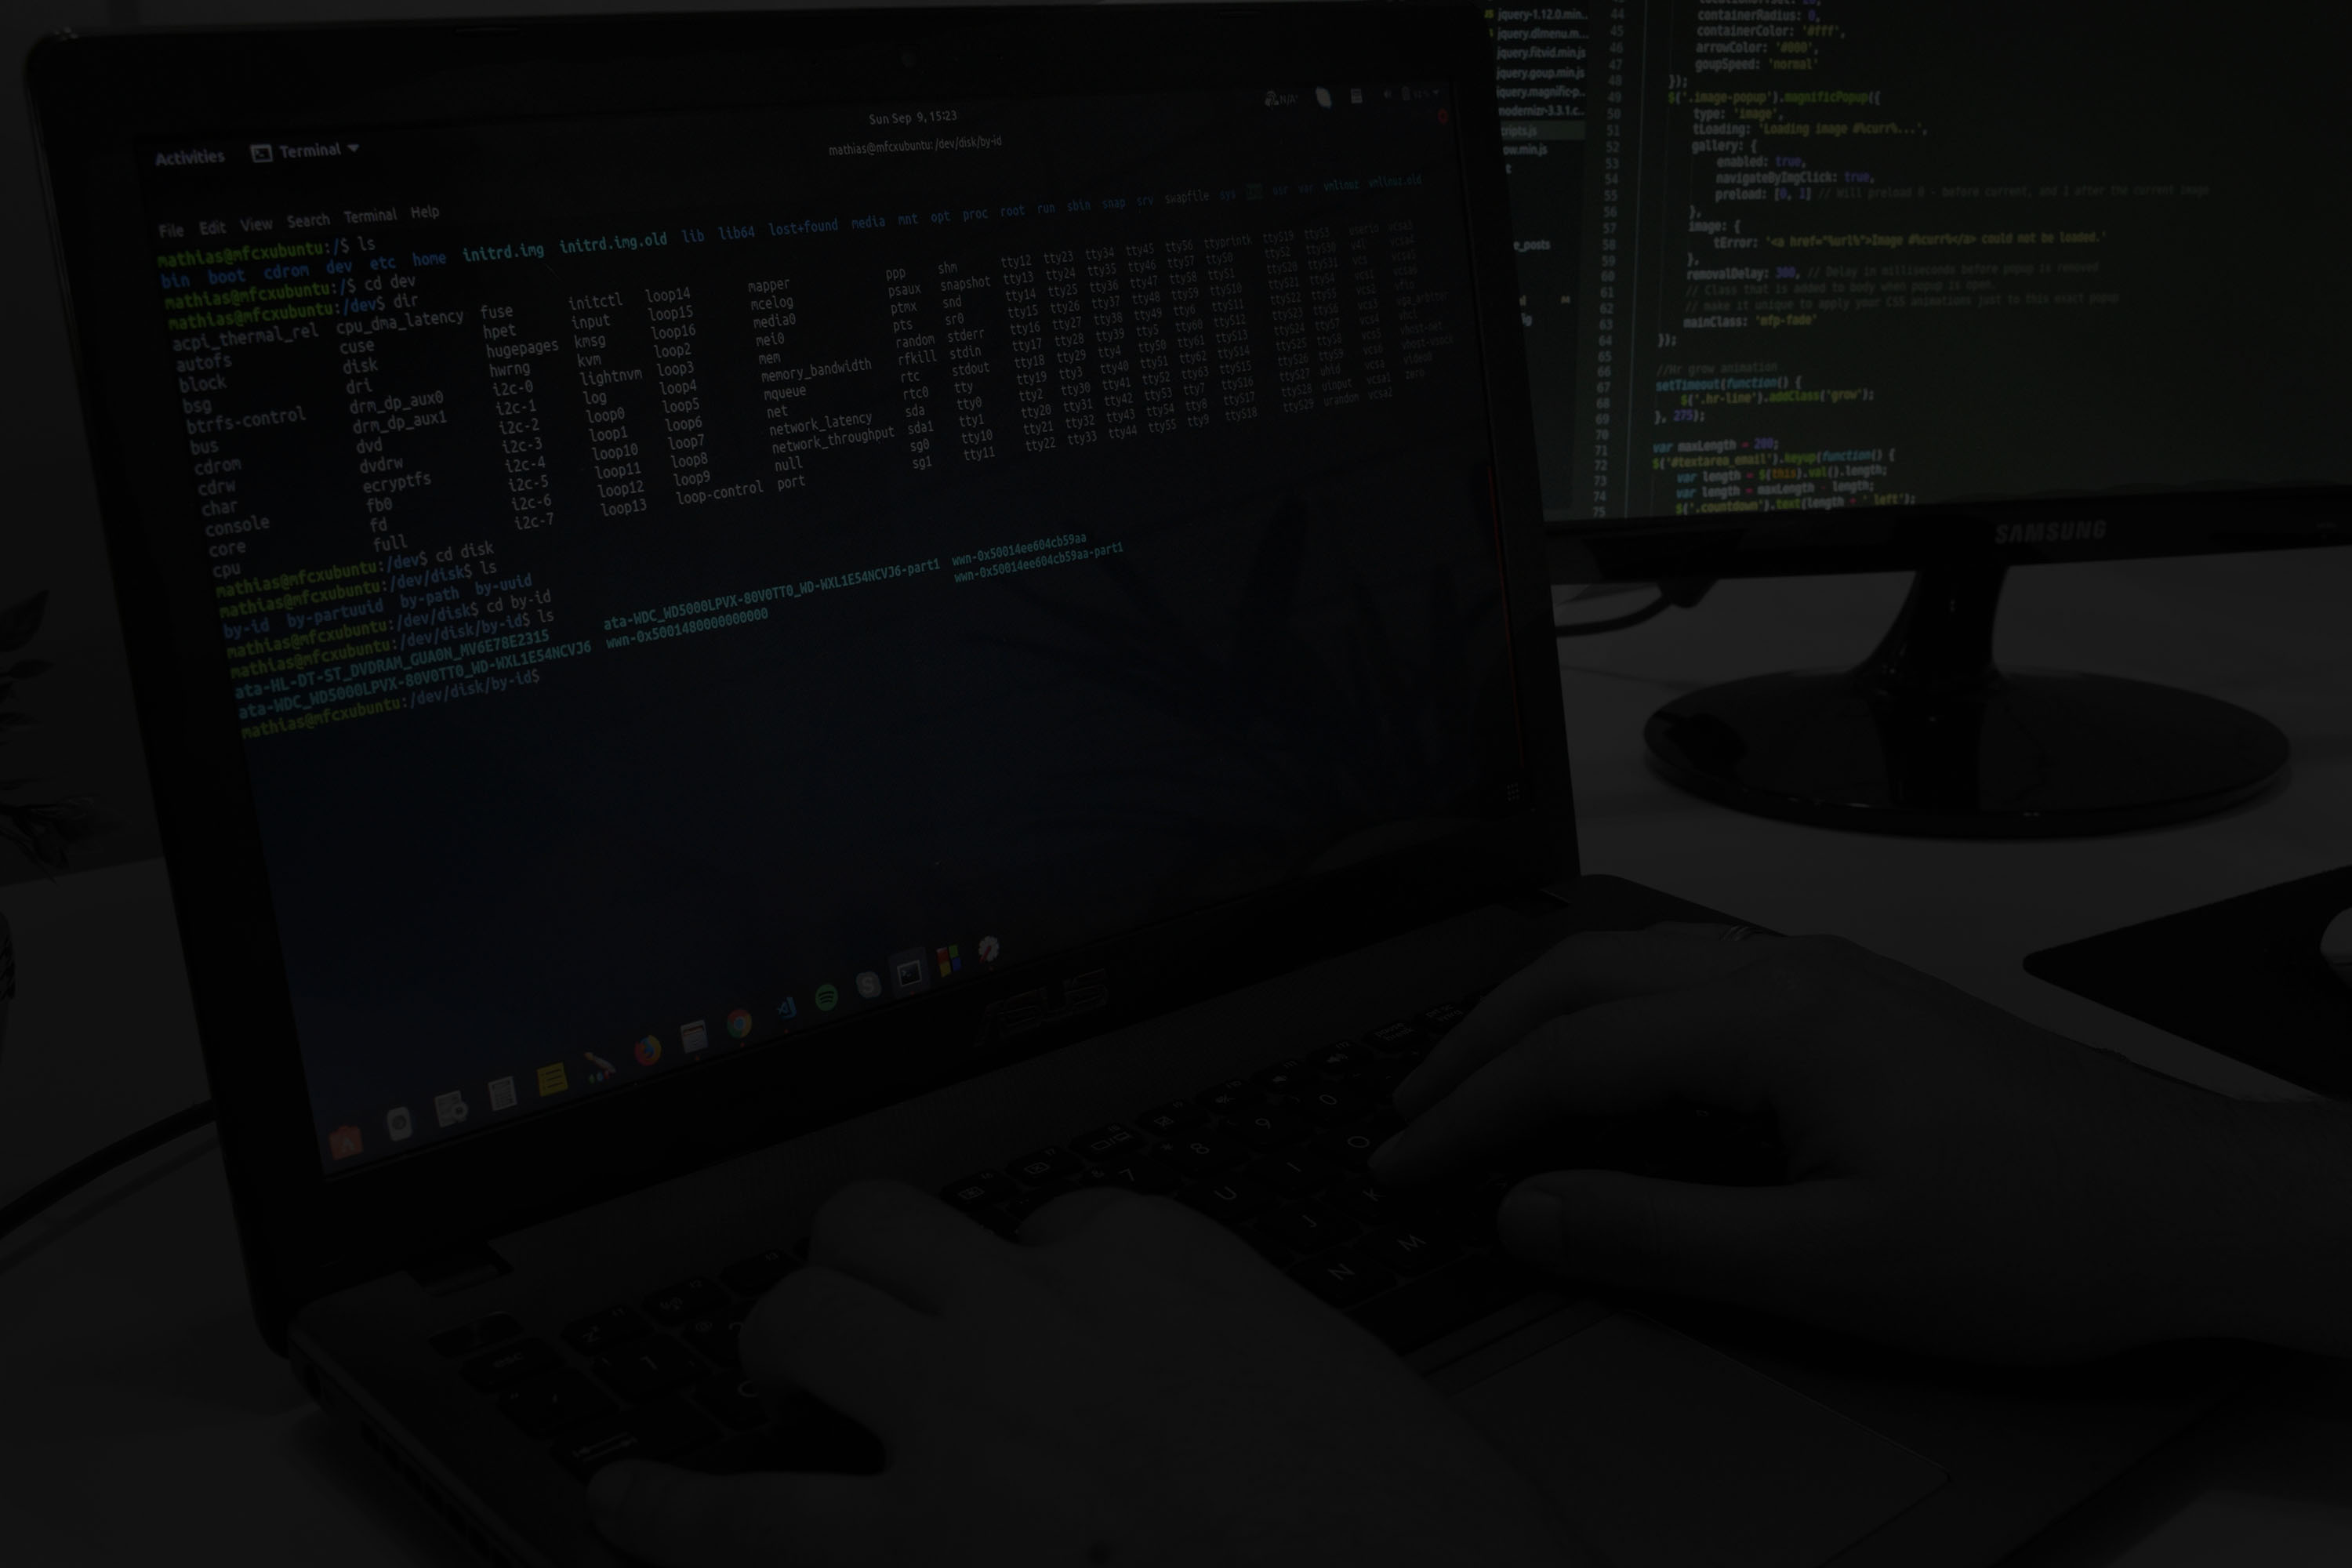 Sun Sep 9, 15:23
Activities Terminal
mathias@mfcxubuntu: /dev/disk/by-id
File Edit View Search Terminal Help
mathias@mfcxubuntu:/$ ls
bin boot cdrom dev etc home initrd.img initrd.img.old lib lib64 lost+found media mnt opt proc root run sbin snap srv swapfile sys usr var vmlinuz vmlinuz.old
mathias@mfcxubuntu:/$ cd dev
mathias@mfcxubuntu:/dev$ dir
acpi_thermal_rel cpu_dma_latency fuse initctl loop14 mapper ppp shm tty12 tty23 tty34 tty45 tty56 ttyprintk ttyS19
autofs cuse hpet input loop15 mcelog psaux snapshot tty13 tty24 tty35 tty46 tty57 ttyS0
block disk hugepages kmsg loop16 media0 ptmx snd tty14 tty25 tty36 tty47 tty58 ttyS1
bsg dri hwrng kvm loop2 mei0 pts sr0 tty15 tty26 tty37 tty48 tty59 ttyS10
btrfs-control drm_dp_aux0 i2c-0 lightnvm loop3 mem random stderr tty16 tty27 tty38 tty49 tty6 ttyS11
bus drm_dp_aux1 i2c-1 log loop4 memory_bandwidth rfkill stdin tty17 tty28 tty39 tty5 tty60 ttyS12
cdrom dvd i2c-2 loop0 loop5 mqueue rtc stdout tty18 tty29 tty4 tty50 tty61 ttyS13
cdrw dvdrw i2c-3 loop1 loop6 net rtc0 tty tty19 tty3 tty40 tty51 tty62 ttyS14
char ecryptfs i2c-4 loop10 loop7 network_latency sda tty0 tty2 tty30 tty41 tty52 tty63 ttyS15
console fb0 i2c-5 loop11 loop8 network_throughput sda1 tty1 tty20 tty31 tty42 tty53 tty7 ttyS16 ttyS27 uhid vcsa zero
core fd i2c-6 loop12 loop9 null sg0 tty10 tty21 tty32 tty43 tty54 tty8 ttyS17 ttyS28 uinput vcsa1
cpu full i2c-7 loop13 loop-control port sg1 tty11 tty22 tty33 tty44 tty55 tty9 ttyS18 ttyS29 urandom vcsa2
mathias@mfcxubuntu:/dev$ cd disk
mathias@mfcxubuntu:/dev/disk$ ls
by-id by-partuuid by-path by-uuid
mathias@mfcxubuntu:/dev/disk$ cd by-id
mathias@mfcxubuntu:/dev/disk/by-id$ ls
ata-HL-DT-ST_DVDRAM_GUA0N_MV6E78E2315 ata-WDC_WD5000LPVX-80V0TT0_WD-WXL1E54NCVJ6-part1 wwn-0x50014ee604cb59aa
ata-WDC_WD5000LPVX-80V0TT0_WD-WXL1E54NCVJ6 wwn-0x5001480000000000 wwn-0x50014ee604cb59aa-part1
mathias@mfcxubuntu:/dev/disk/by-id$
ASUS
jquery-1.12.0.min...
jquery.dlmenu.m...
jquery.fitvid.min.js
jquery.goup.min.js
jquery.magnific-p...
modernizr-3.3.1.c...
cripts.js
ow.min.js
e_posts
44 containerRadius: 0,
45 containerColor: '#fff',
46 arrowColor: '#000',
47 goupSpeed: 'normal'
48 });
49 $('.image-popup').magnificPopup({
50 type: 'image',
51 tLoading: 'Loading image #%curr%...',
52 gallery: {
53 enabled: true,
54 navigateByImgClick: true,
55 preload: [0, 1] // Will preload 0 - before current, and 1 after the current image
56 },
57 image: {
58 tError: '<a href="%url%">Image #%curr%</a> could not be loaded.'
59 },
60 removalDelay: 300, // Delay in milliseconds before popup is removed
61 // Class that is added to body when popup is open.
62 // make it unique to apply your CSS animations just to this exact popup
63 mainClass: 'mfp-fade'
64 });
65
66 //Hr grow animation
67 setTimeout(function() {
68 $('.hr-line').addClass('grow');
69 }, 275);
70
71 var maxLength = 200;
72 $('#textarea_email').keyup(function() {
73 var length = $(this).val().length;
74 var length = maxLength - length;
75 $('.countdown').text(length + ' left');
SAMSUNG
7 8 9 0
U I O
J K
N M
esc
1